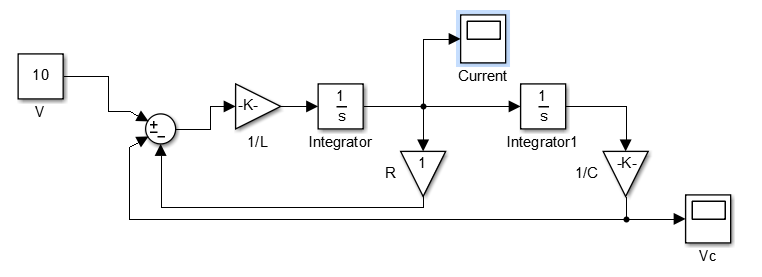 10
V
+
−
−
-K-
1/L
1
s
Integrator
Current
1
R
1
s
Integrator1
-K-
1/C
Vc